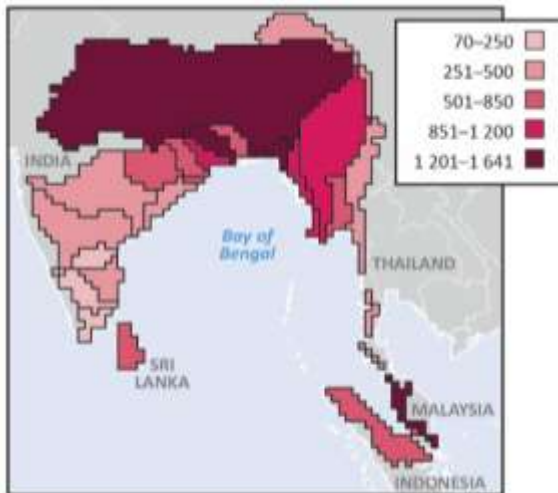 70–250
251–500
501–850
851–1 200
1 201–1 641
INDIA
Bay of
Bengal
THAILAND
SRI
LANKA
MALAYSIA
INDONESIA